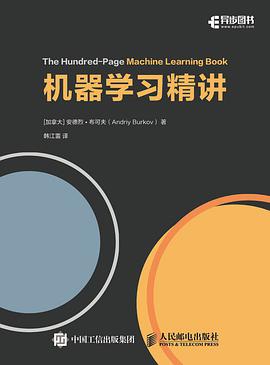 异步图书
www.epubit.com
The Hundred-Page Machine Learning Book
机器学习精讲
[加拿大] 安德烈·布可夫（Andriy Burkov） 著
韩江雷 译
中国工信出版集团
人民邮电出版社
POSTS & TELECOM PRESS